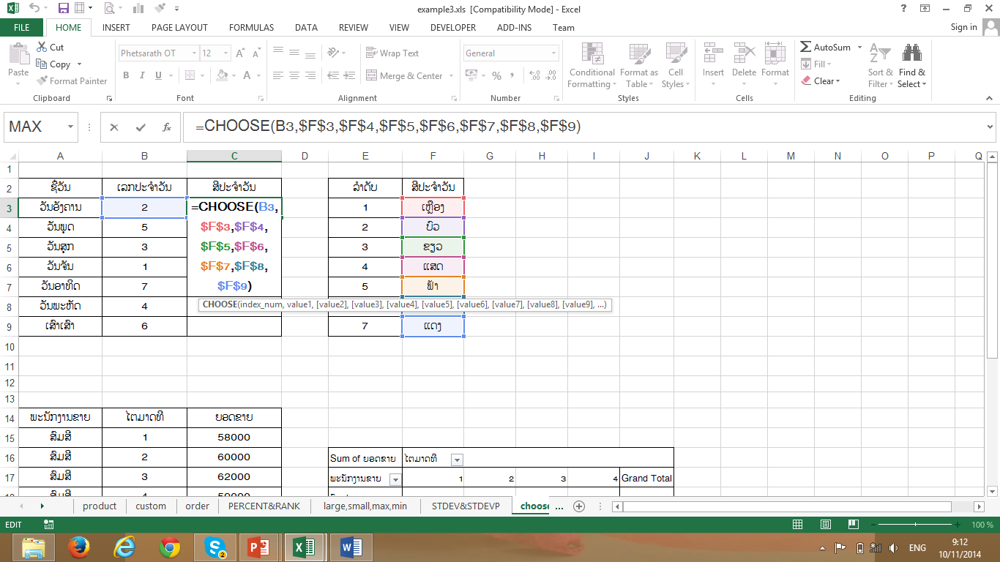 example3.xls [Compatibility Mode] - Excel
FILE HOME INSERT PAGE LAYOUT FORMULAS DATA REVIEW VIEW DEVELOPER ADD-INS Team Sign in
Paste Cut Copy Format Painter Clipboard
Phetsarath OT 12 B I U Font
Wrap Text Merge & Center Alignment
General Number
Conditional Formatting Format as Table Cell Styles Styles
Insert Delete Format Cells
AutoSum Fill Clear Sort & Filter Find & Select Editing
MAX =CHOOSE(B3,$F$3,$F$4,$F$5,$F$6,$F$7,$F$8,$F$9)
A B C D E F G H I J K L M N O P Q
1
2 ຊື່ວັນ ເລກປະຈຳວັນ ສີປະຈຳວັນ ລຳດັບ ສີປະຈຳວັນ
3 ວັນອັງຄານ 2 =CHOOSE(B3, 1 ເຫຼືອງ
4 ວັນພຸດ 5 $F$3,$F$4, 2 ບົວ
5 ວັນສຸກ 3 $F$5,$F$6, 3 ຂຽວ
6 ວັນຈັນ 1 $F$7,$F$8, 4 ແສດ
7 ວັນອາທິດ 7 $F$9) 5 ຟ້າ
8 ວັນພະຫັດ 4 CHOOSE(index_num, value1, [value2], [value3], [value4], [value5], [value6], [value7], [value8], [value9], ...)
9 ເສົາເສົາ 6 7 ແດງ
10
11
12
13
14 ພະນັກງານຂາຍ ໄຕມາດທີ ຍອດຂາຍ
15 ສົມສີ 1 58000
16 ສົມສີ 2 60000 Sum of ຍອດຂາຍ ໄຕມາດທີ
17 ສົມສີ 3 62000 ພະນັກງານຂາຍ 1 2 3 4 Grand Total
18 ສົມສີ 4
product custom order PERCENT&RANK large,small,max,min STDEV&STDEVP choose ...
EDIT 100 %
ENG 9:12
10/11/2014